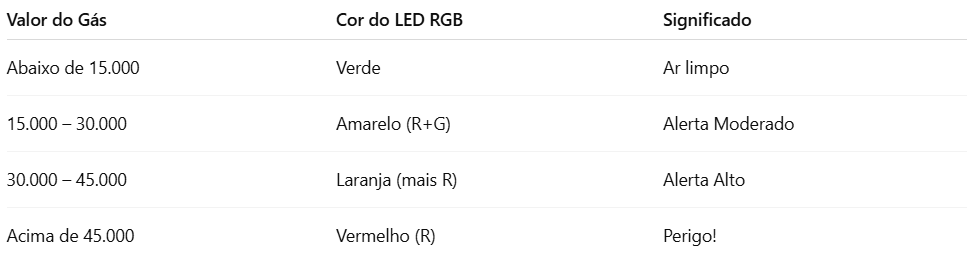 Valor do Gás Cor do LED RGB Significado
Abaixo de 15.000 Verde Ar limpo
15.000 – 30.000 Amarelo (R+G) Alerta Moderado
30.000 – 45.000 Laranja (mais R) Alerta Alto
Acima de 45.000 Vermelho (R) Perigo!